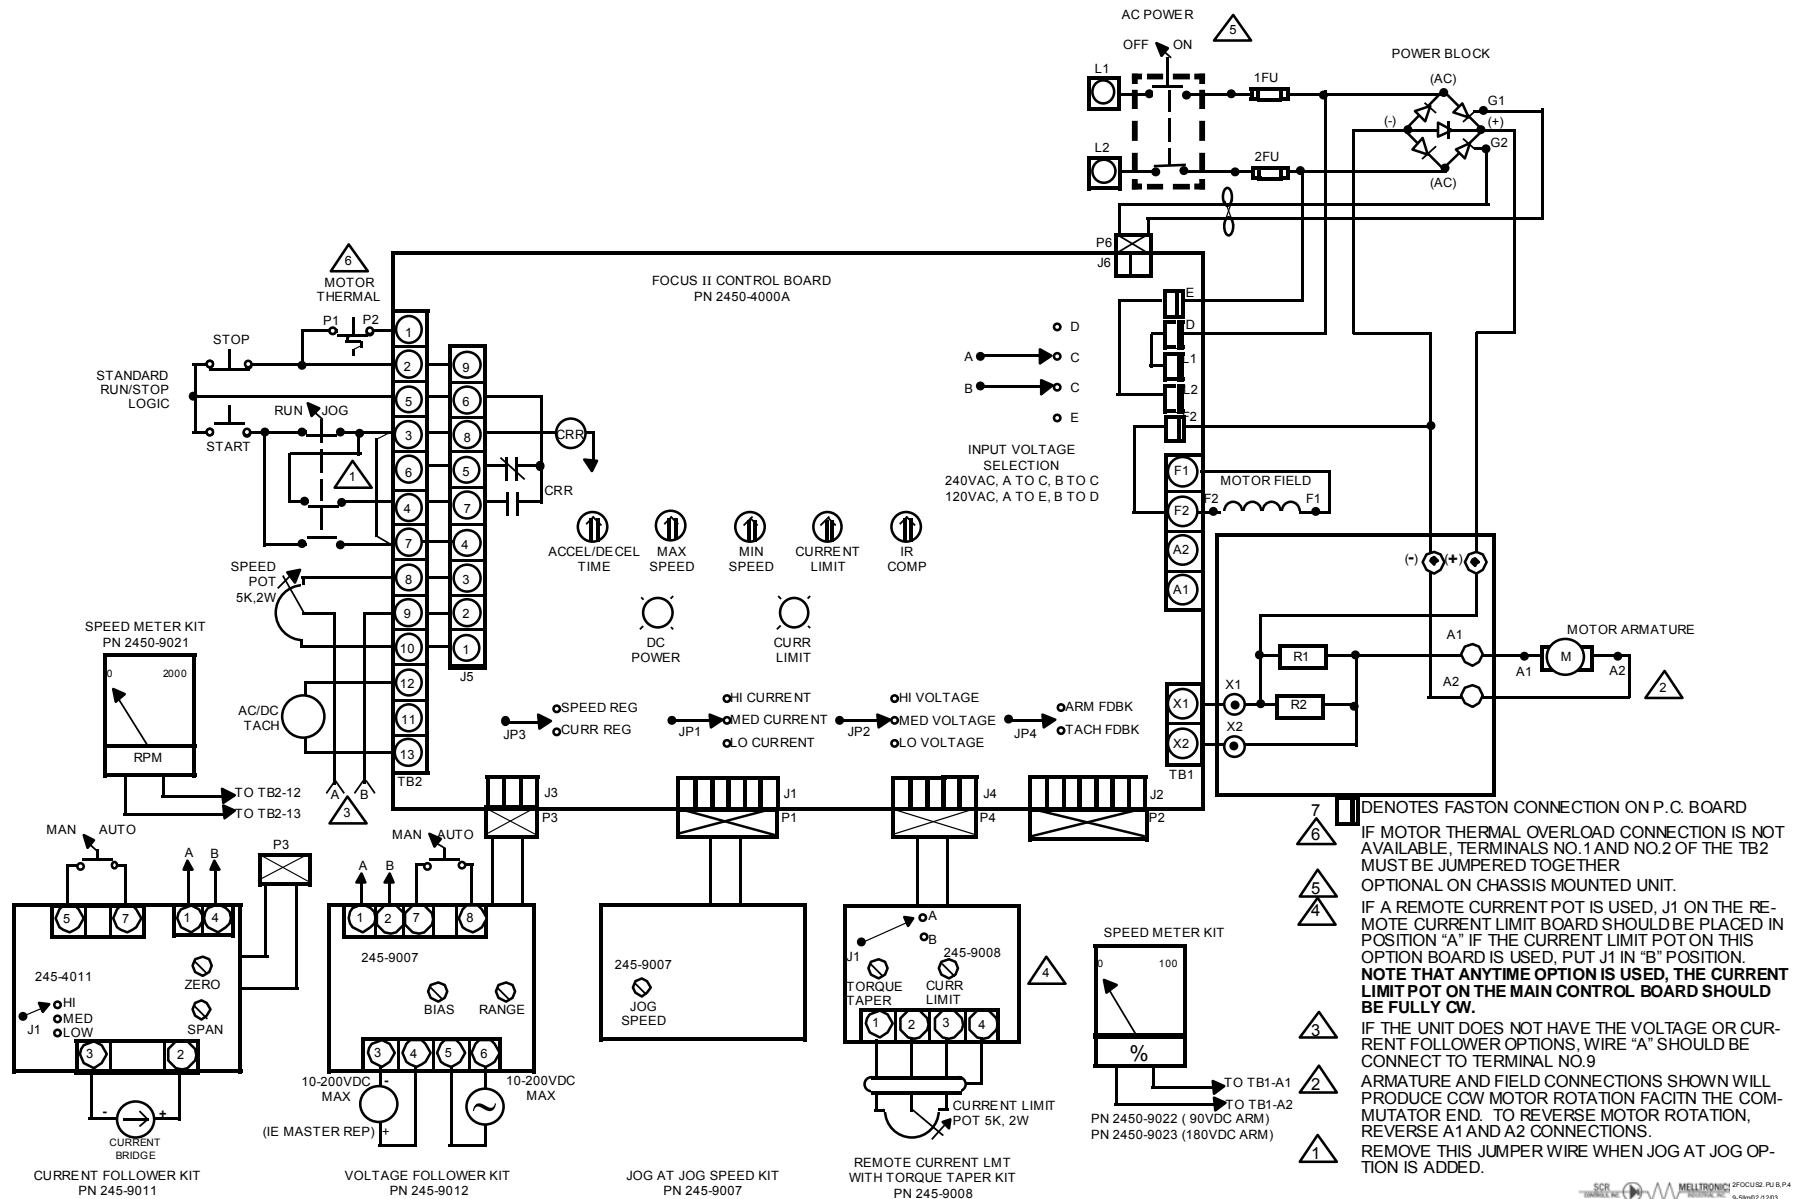 AC POWER
5
OFF ON
POWER BLOCK
L1
1FU
(AC)
G1
(-)
(+)
G2
L2
2FU
(AC)
P6
J6
6
MOTOR
THERMAL
P1 P2
FOCUS II CONTROL BOARD
PN 2450-4000A
STOP
STANDARD
RUN/STOP
LOGIC
RUN JOG
START
1
1
2
5
3
6
4
7
8
9
10
12
11
13
TB2
9
6
8
5
7
4
3
2
1
J5
CRR
CRR
D
A C
B C
E
INPUT VOLTAGE
SELECTION
240VAC, A TO C, B TO C
120VAC, A TO E, B TO D
E
D
L1
L2
F2
F1
F2
A2
A1
MOTOR FIELD
F2 F1
ACCEL/DECEL
TIME
MAX
SPEED
MIN
SPEED
CURRENT
LIMIT
IR
COMP
DC
POWER
CURR
LIMIT
SPEED
POT
5K,2W
SPEED METER KIT
PN 2450-9021
0 2000
RPM
AC/DC
TACH
TO TB2-12
TO TB2-13
A B
3
JP3
SPEED REG
CURR REG
JP1
HI CURRENT
MED CURRENT
LO CURRENT
JP2
HI VOLTAGE
MED VOLTAGE
LO VOLTAGE
JP4
ARM FDBK
TACH FDBK
X1
X2
TB1
X1
X2
(-) (+)
R1
R2
A1
A2
MOTOR ARMATURE
A1 M A2
2
J3
P3
J1
P1
J4
P4
J2
P2
MAN AUTO
A B
P3
5 7 1 4
245-4011
ZERO
SPAN
J1
HI
MED
LOW
3 2
- +
CURRENT
BRIDGE
CURRENT FOLLOWER KIT
PN 245-9011
MAN AUTO
A B
1 2 7 8
245-9007
BIAS RANGE
3 4 5 6
10-200VDC
MAX
-
+
(IE MASTER REP)
10-200VDC
MAX
VOLTAGE FOLLOWER KIT
PN 245-9012
245-9007
JOG
SPEED
JOG AT JOG SPEED KIT
PN 245-9007
A
B
J1
245-9008
TORQUE
TAPER
CURR
LIMIT
1 2 3 4
4
CURRENT LIMIT
POT 5K, 2W
REMOTE CURRENT LMT
WITH TORQUE TAPER KIT
PN 245-9008
SPEED METER KIT
0 100
%
TO TB1-A1
TO TB1-A2
PN 2450-9022 ( 90VDC ARM)
PN 2450-9023 (180VDC ARM)
7 DENOTES FASTON CONNECTION ON P.C. BOARD
6 IF MOTOR THERMAL OVERLOAD CONNECTION IS NOT
AVAILABLE, TERMINALS NO.1 AND NO.2 OF THE TB2
MUST BE JUMPERED TOGETHER
5 OPTIONAL ON CHASSIS MOUNTED UNIT.
4 IF A REMOTE CURRENT POT IS USED, J1 ON THE RE-
MOTE CURRENT LIMIT BOARD SHOULD BE PLACED IN
POSITION “A” IF THE CURRENT LIMIT POT ON THIS
OPTION BOARD IS USED, PUT J1 IN “B” POSITION.
NOTE THAT ANYTIME OPTION IS USED, THE CURRENT
LIMIT POT ON THE MAIN CONTROL BOARD SHOULD
BE FULLY CW.
3 IF THE UNIT DOES NOT HAVE THE VOLTAGE OR CUR-
RENT FOLLOWER OPTIONS, WIRE “A” SHOULD BE
CONNECT TO TERMINAL NO.9
2 ARMATURE AND FIELD CONNECTIONS SHOWN WILL
PRODUCE CCW MOTOR ROTATION FACITN THE COM-
MUTATOR END. TO REVERSE MOTOR ROTATION,
REVERSE A1 AND A2 CONNECTIONS.
1 REMOVE THIS JUMPER WIRE WHEN JOG AT JOG OP-
TION IS ADDED.
SCR
MELLTRONICS
2FOCUS2.PUB,P.4